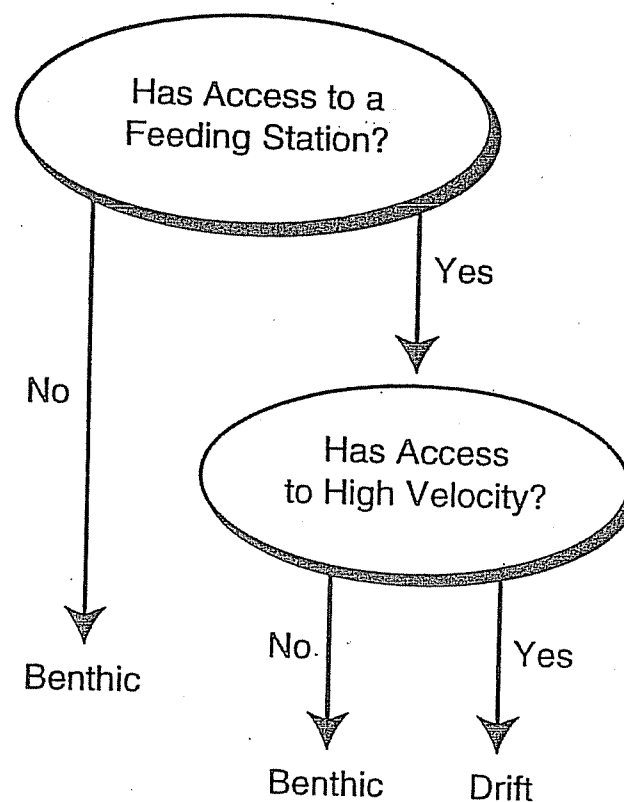 Has Access to a
Feeding Station?
Yes
No
Has Access
to High Velocity?
No
Yes
Benthic
Benthic
Drift